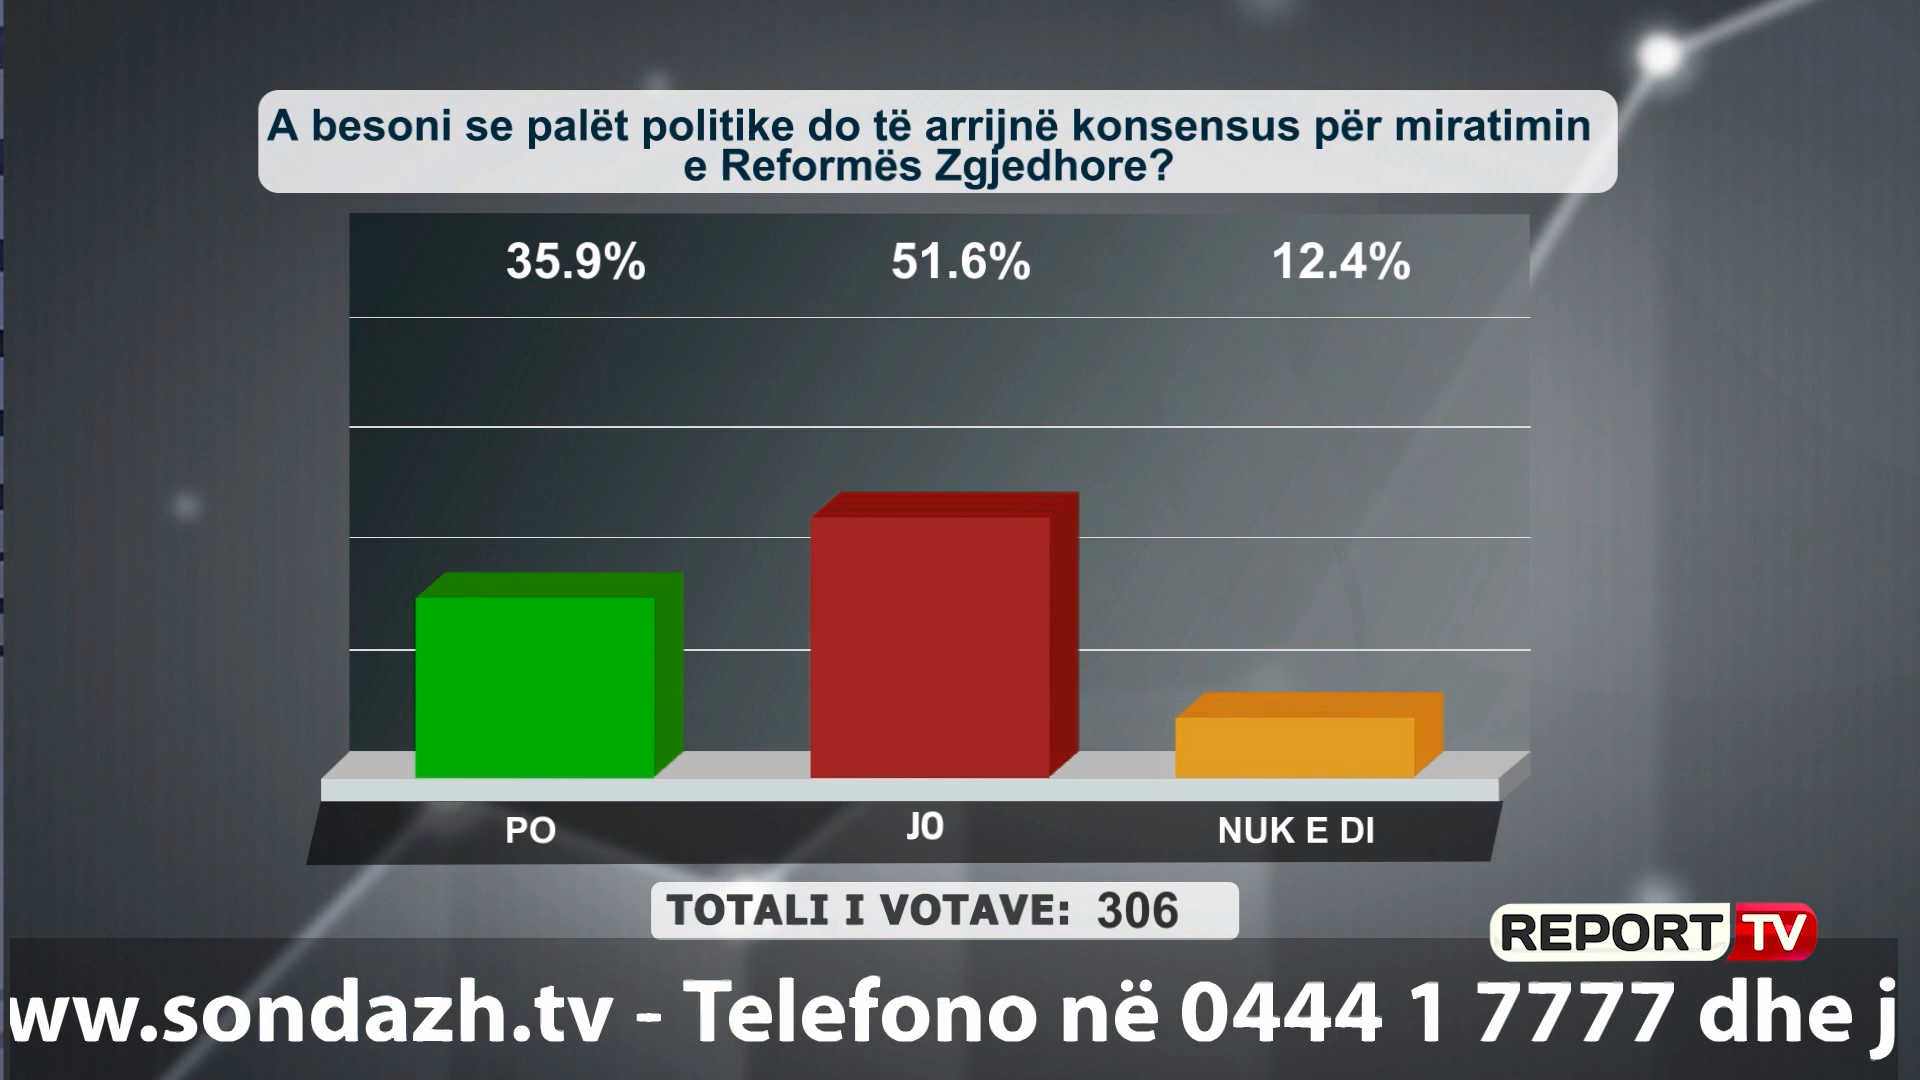 A besoni se palët politike do të arrijnë konsensus për miratimin
e Reformës Zgjedhore?
35.9% 51.6% 12.4%
PO JO NUK E DI
TOTALI I VOTAVE: 306
REPORT TV
ww.sondazh.tv - Telefono në 0444 1 7777 dhe j